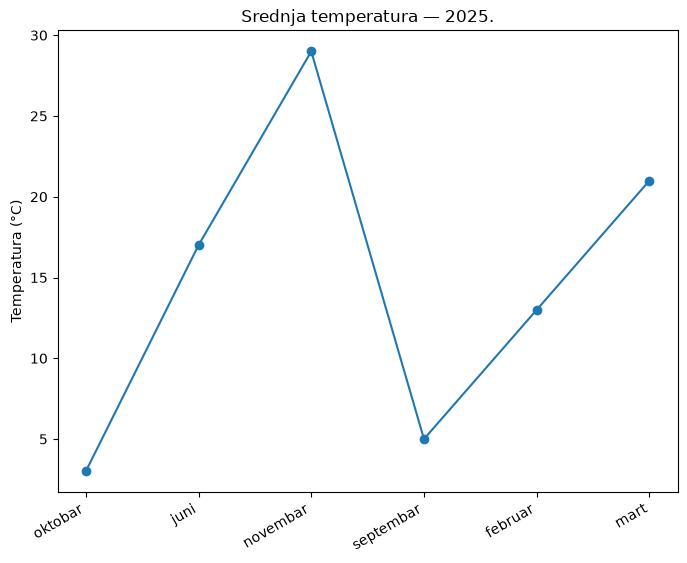 Srednja temperatura — 2025.
Temperatura (°C)
30
25
20
15
10
5
oktobar
juni
novembar
septembar
februar
mart